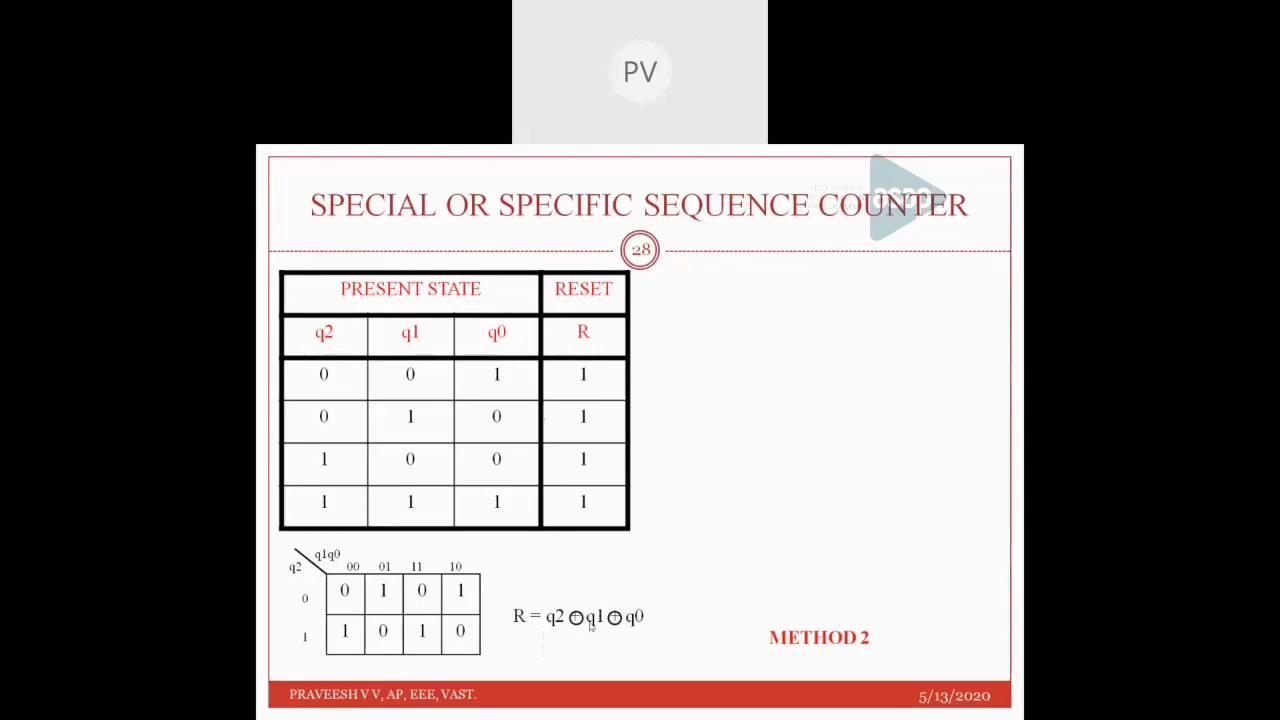 PV
SPECIAL OR SPECIFIC SEQUENCE COUNTER
28
PRESENT STATE RESET
q2 q1 q0 R
0 0 1 1
0 1 0 1
1 0 0 1
1 1 1 1
q1q0
q2 00 01 11 10
0 0 1 0 1
1 1 0 1 0
R = q2 ⊕ q1 ⊕ q0
METHOD 2
PRAVEESH V V, AP, EEE, VAST. 5/13/2020